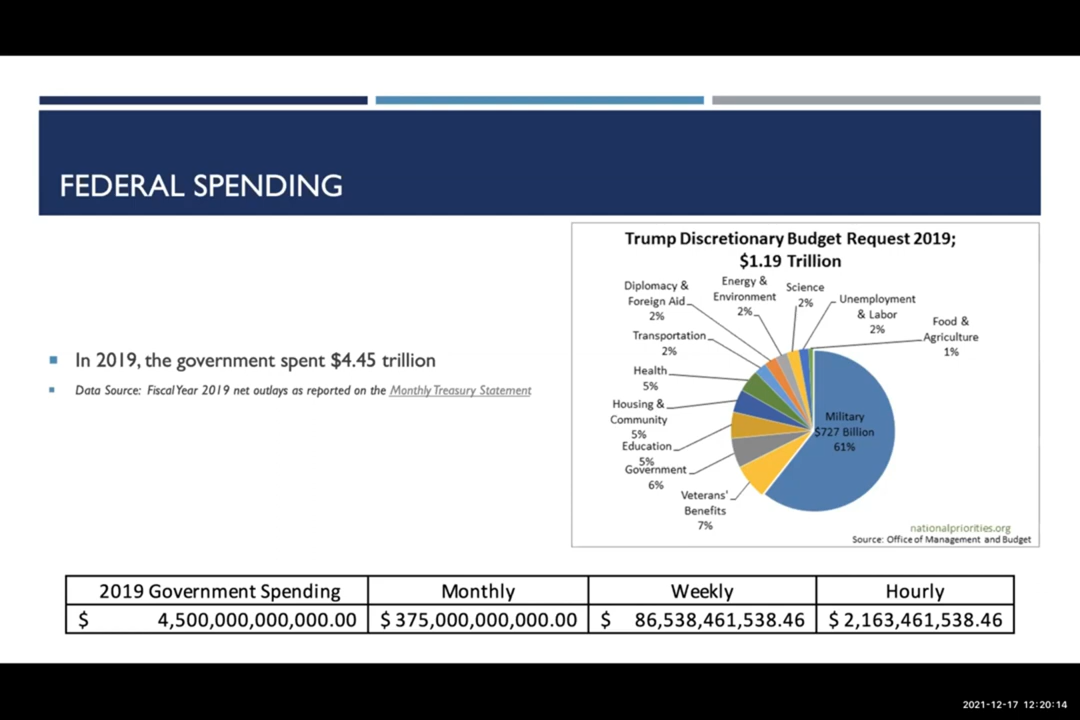 FEDERAL SPENDING
In 2019, the government spent $4.45 trillion
Data Source: Fiscal Year 2019 net outlays as reported on the Monthly Treasury Statement
Trump Discretionary Budget Request 2019;
$1.19 Trillion
Diplomacy &
Foreign Aid
2%
Energy &
Environment
2%
Science
2%
Unemployment
& Labor
2%
Food &
Agriculture
1%
Transportation
2%
Health
5%
Housing &
Community
5%
Education
5%
Government
6%
Veterans'
Benefits
7%
Military
$727 Billion
61%
nationalpriorities.org
Source: Office of Management and Budget
2019 Government Spending Monthly Weekly Hourly
$ 4,500,000,000,000.00 $ 375,000,000,000.00 $ 86,538,461,538.46 $ 2,163,461,538.46
2021-12-17 12:20:14